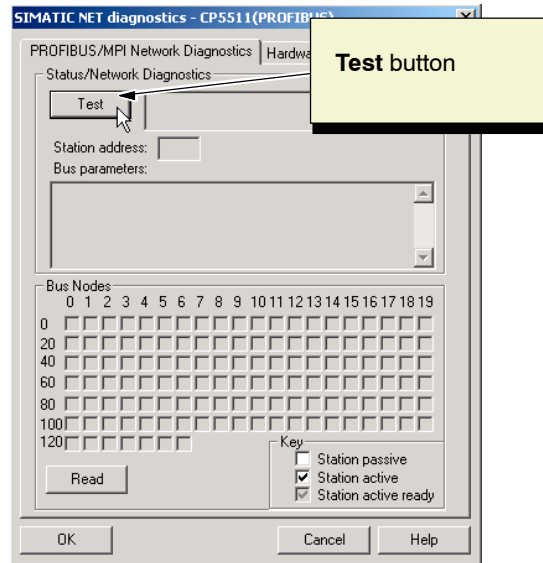 SIMATIC NET diagnostics - CP5511(PROFIBUS)
PROFIBUS/MPI Network Diagnostics
Test button
Status/Network Diagnostics
Test
Station address:
Bus parameters:
Bus Nodes
0 1 2 3 4 5 6 7 8 9 10 11 12 13 14 15 16 17 18 19
0
20
40
60
80
100
120
Key
Station passive
Station active
Station active ready
Read
OK
Cancel
Help